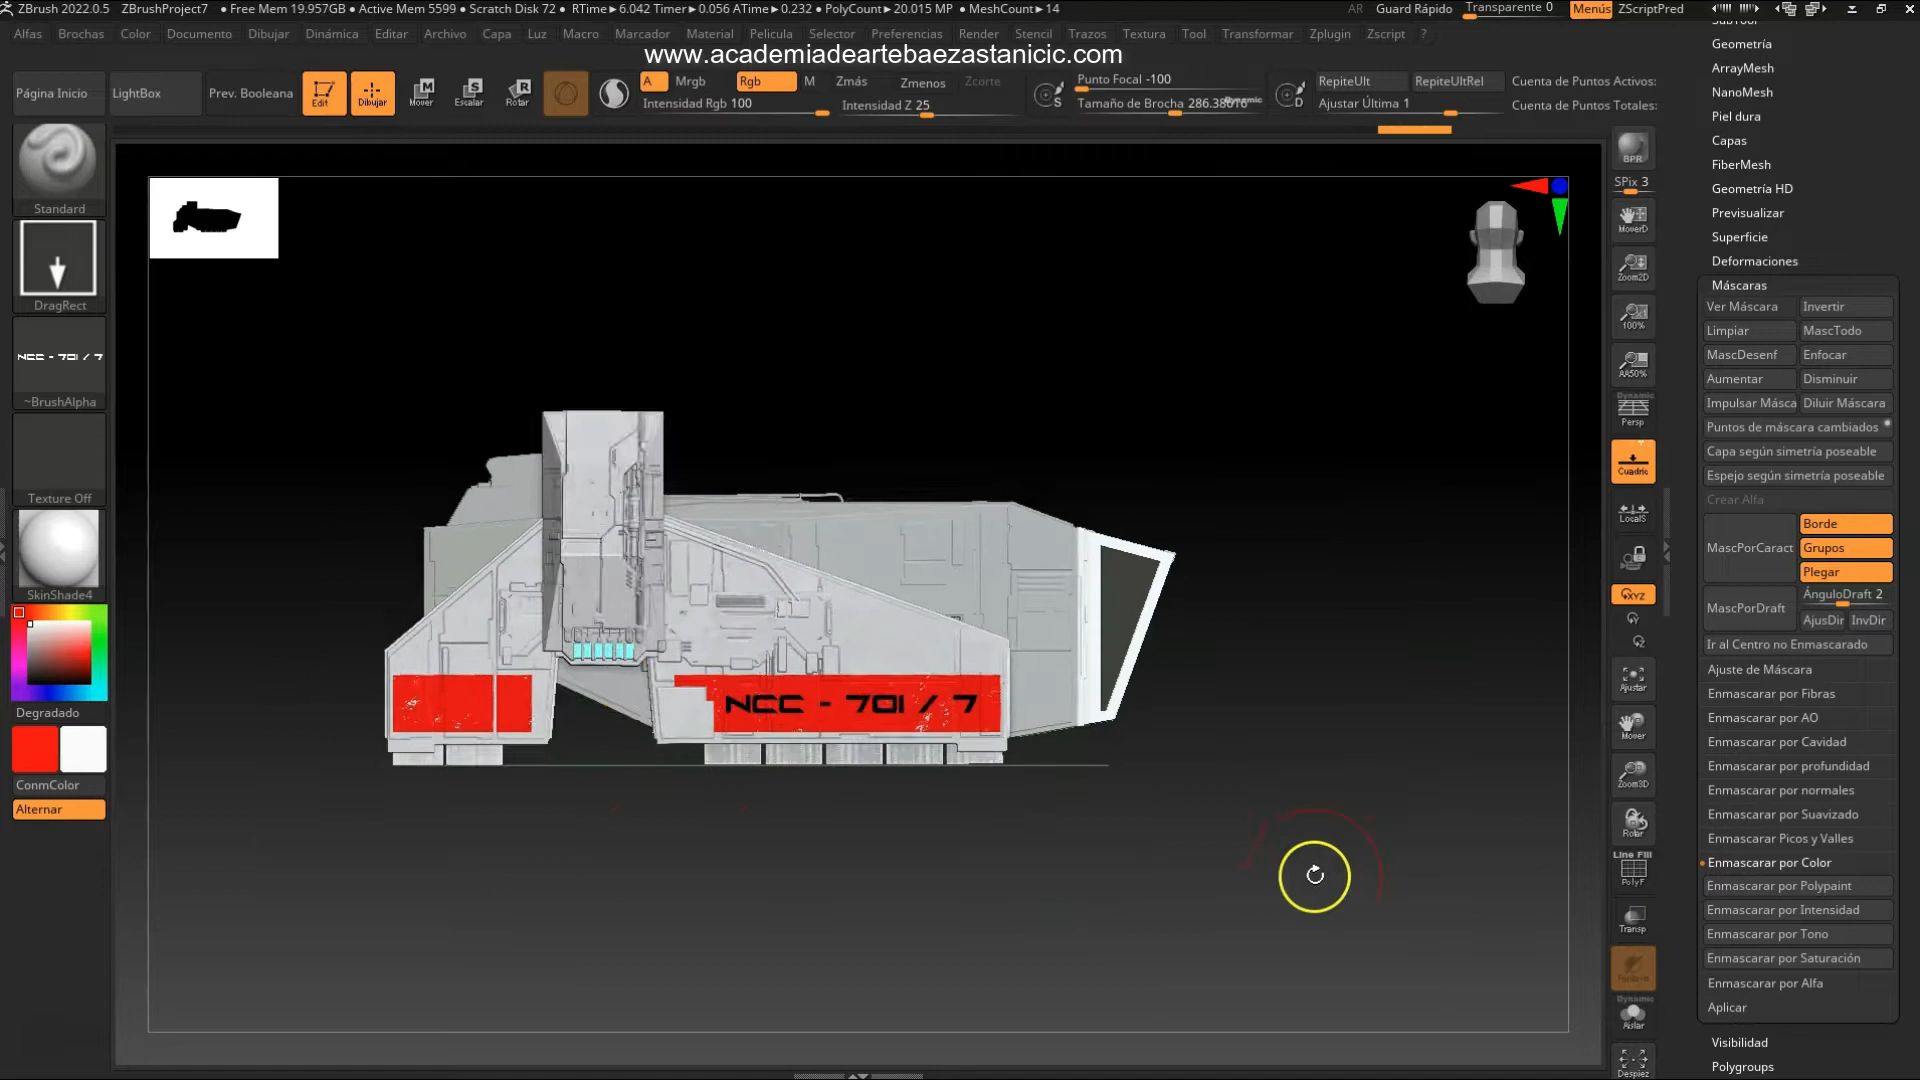 ZBrush 2022.0.5 ZBrushProject7 ● Free Mem 19.957GB ● Active Mem 5599 ● Scratch Disk 72 ● RTime►6.042 Timer►0.056 ATime►0.232 ● PolyCount►20.015 MP ● MeshCount►14 AR Guard Rápido Transparente 0 Menús ZScriptPred
Alfas Brochas Color Documento Dibujar Dinámica Editar Archivo Capa Luz Macro Marcador Material Pelicula Selector Preferencias Render Stencil Trazos Textura Tool Transformar Zplugin Zscript ?
www.academiadeartebaezastanicic.com
Página Inicio LightBox Prev. Booleana Edit Dibujar Mover Escalar Rotar
A Mrgb Rgb M Zmás Zmenos Zcorte
Intensidad Rgb 100 Intensidad Z 25
S Punto Focal -100
Tamaño de Brocha Dynamic
D RepiteUlt RepiteUltRel Cuenta de Puntos Activos:
Ajustar Última 1 Cuenta de Puntos Totales:
Standard
DragRect
NCC - 701 / 7
~BrushAlpha
Texture Off
SkinShade4
Degradado
ConmColor
Alternar
NCC - 701 / 7
BPR
SPix 3
MoverD
Zoom2D
100%
AA50%
Dynamic
Persp
Cuadríc
LocalS
XYZ
Ajustar
Mover
Zoom3D
Rotar
Line Fill
PolyF
Transp
Dynamic
Aislar
Despiez
SubTool
Geometría
ArrayMesh
NanoMesh
Piel dura
Capas
FiberMesh
Geometría HD
Previsualizar
Superficie
Deformaciones
Máscaras
Ver Máscara Invertir
Limpiar MascTodo
MascDesenf Enfocar
Aumentar Disminuir
Impulsar Másca Diluir Máscara
Puntos de máscara cambiados
Capa según simetría poseable
Espejo según simetría poseable
Crear Alfa
MascPorCaract Borde
Grupos
Plegar
MascPorDraft ÁnguloDraft 2
AjusDir InvDir
Ir al Centro no Enmascarado
Ajuste de Máscara
Enmascarar por Fibras
Enmascarar por AO
Enmascarar por Cavidad
Enmascarar por profundidad
Enmascarar por normales
Enmascarar por Suavizado
Enmascarar Picos y Valles
Enmascarar por Color
Enmascarar por Polypaint
Enmascarar por Intensidad
Enmascarar por Tono
Enmascarar por Saturación
Enmascarar por Alfa
Aplicar
Visibilidad
Polygroups